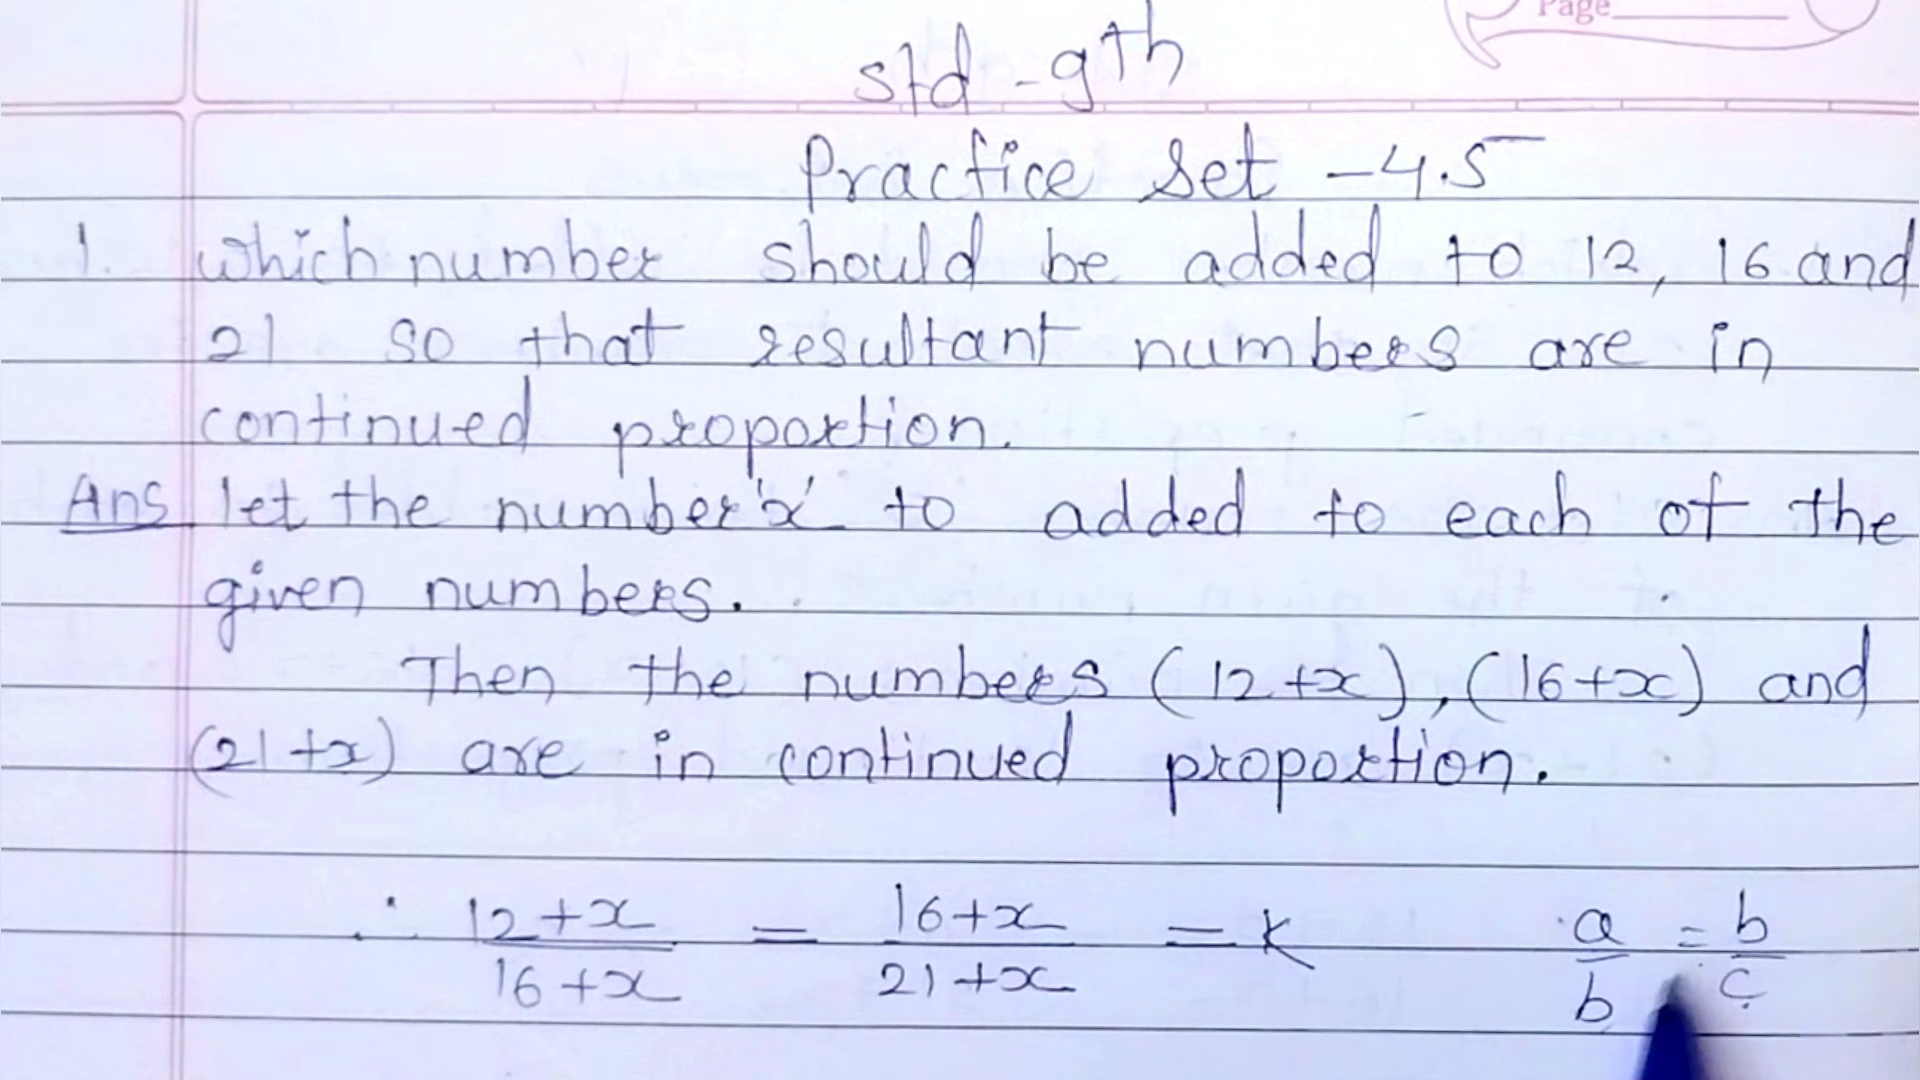 Page
std - 9th
Practice Set - 4.5
1. which number should be added to 12, 16 and
21 so that resultant numbers are in
continued proportion.
Ans let the number 'x' to added to each of the
given numbers.
Then the numbers (12+x), (16+x) and
(21+x) are in continued proportion.
∴ 12+x/16+x = 16+x/21+x = K a/b = b/c